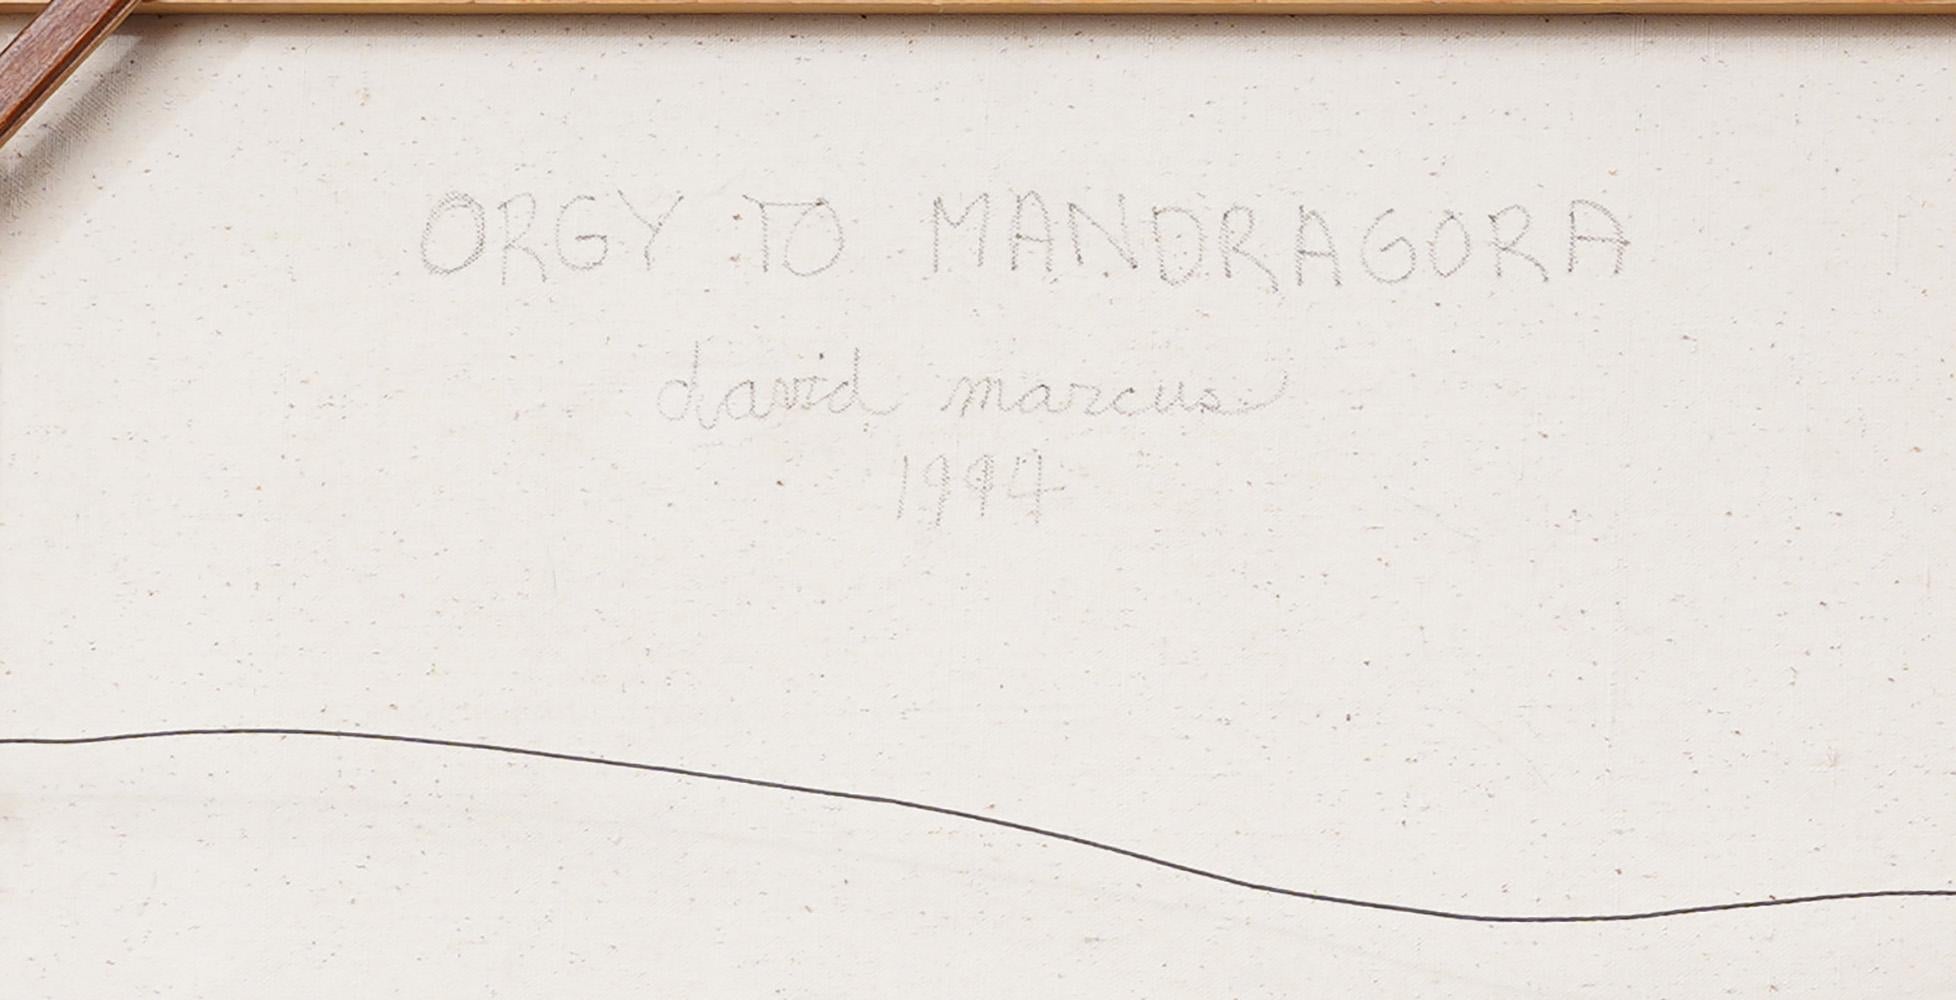 ORGY TO MANDRAGORA
david marcus
1994